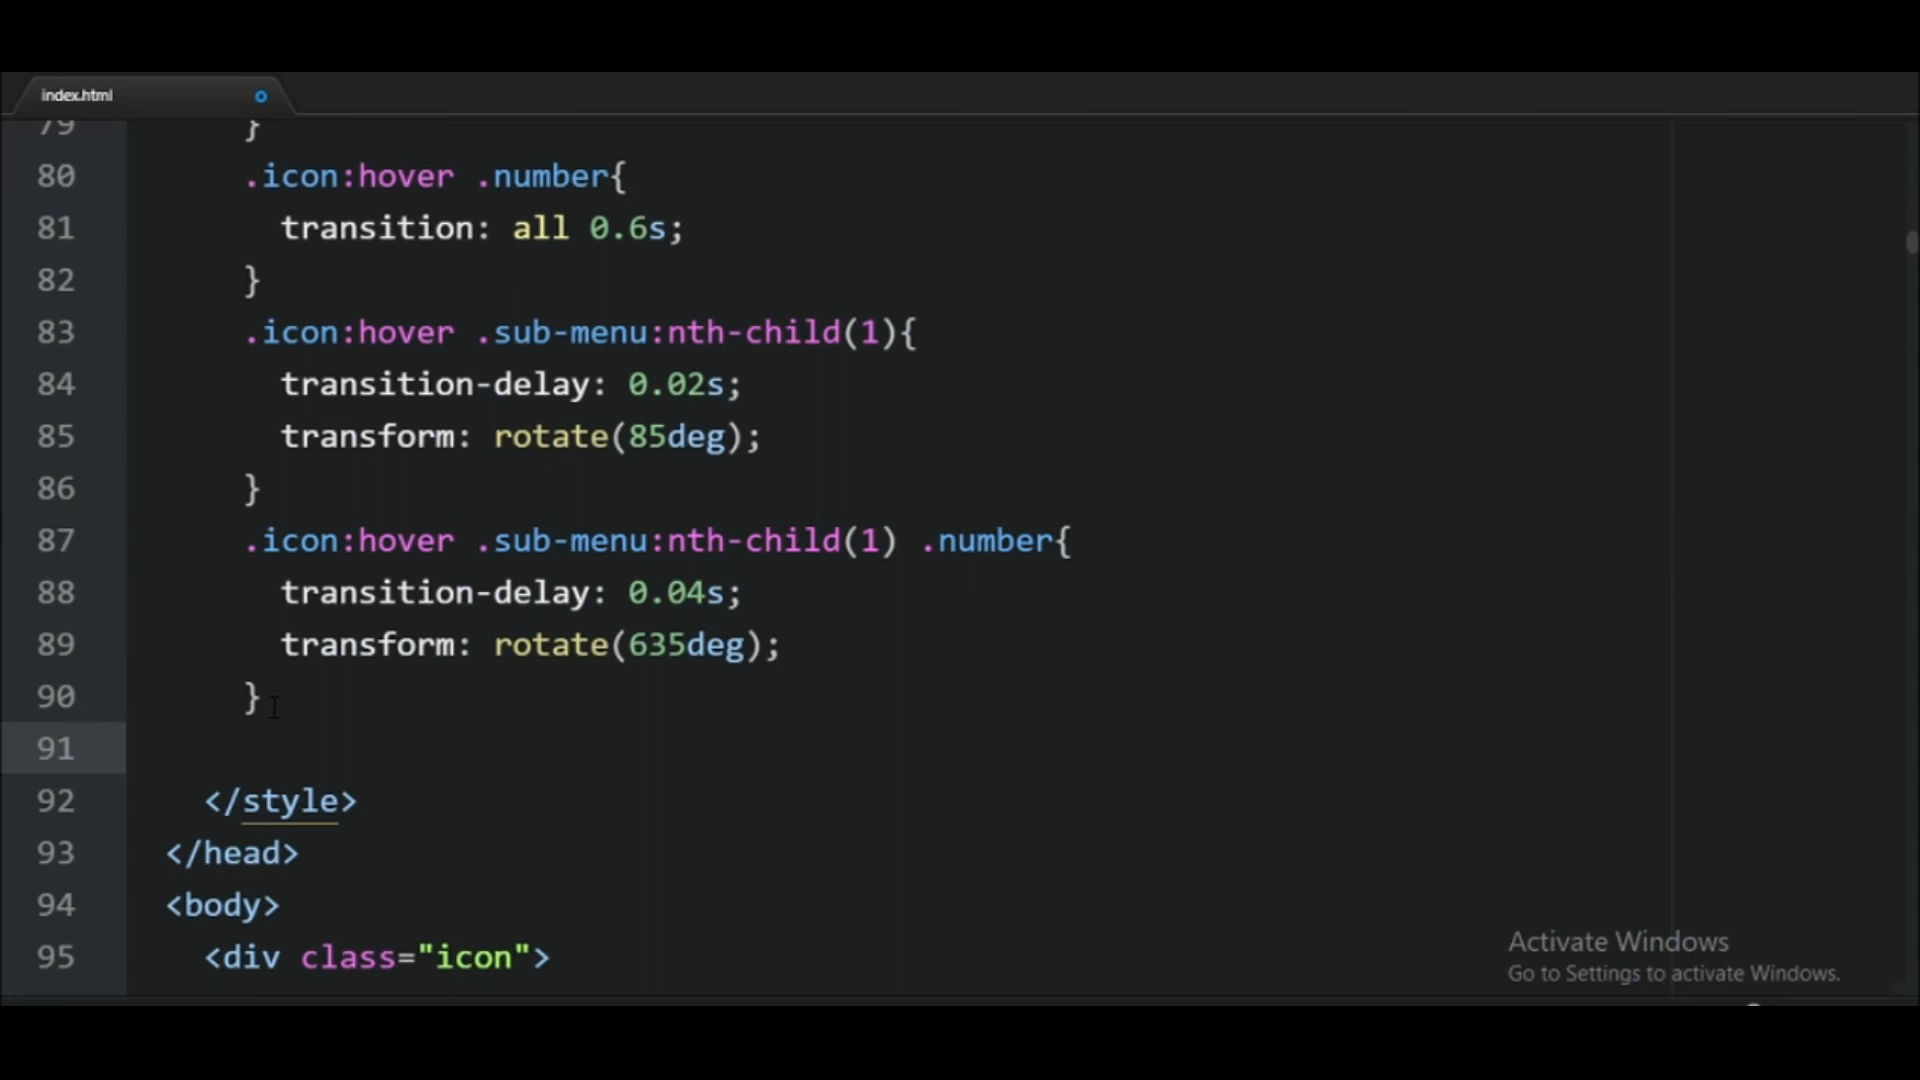 index.html
79 }
80 .icon:hover .number{
81 transition: all 0.6s;
82 }
83 .icon:hover .sub-menu:nth-child(1){
84 transition-delay: 0.02s;
85 transform: rotate(85deg);
86 }
87 .icon:hover .sub-menu:nth-child(1) .number{
88 transition-delay: 0.04s;
89 transform: rotate(635deg);
90 }
91
92 </style>
93 </head>
94 <body>
95 <div class="icon">
Activate Windows
Go to Settings to activate Windows.